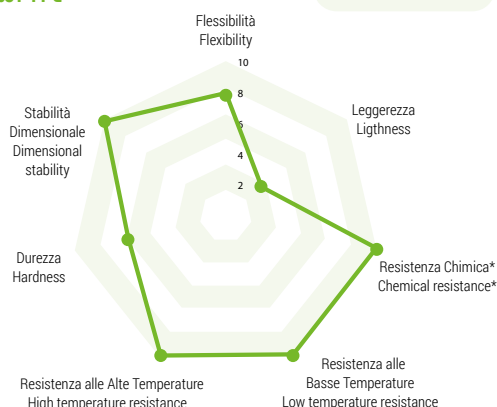 Flessibilità
Flexibility
10
8
6
4
2
Leggerezza
Ligthness
Stabilità
Dimensionale
Dimensional
stability
Durezza
Hardness
Resistenza Chimica*
Chemical resistance*
Resistenza alle
Basse Temperature
Low temperature resistance
Resistenza alle Alte Temperature
High temperature resistance